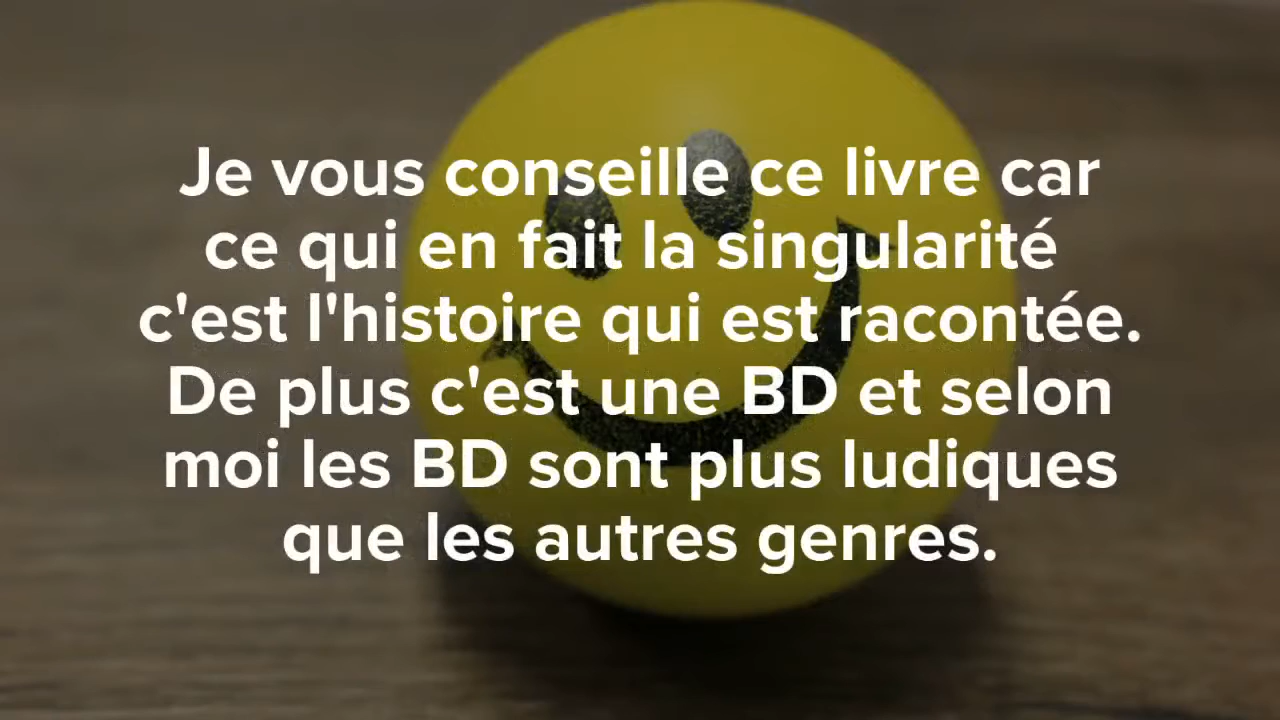 Je vous conseille ce livre car
ce qui en fait la singularité
c'est l'histoire qui est racontée.
De plus c'est une BD et selon
moi les BD sont plus ludiques
que les autres genres.